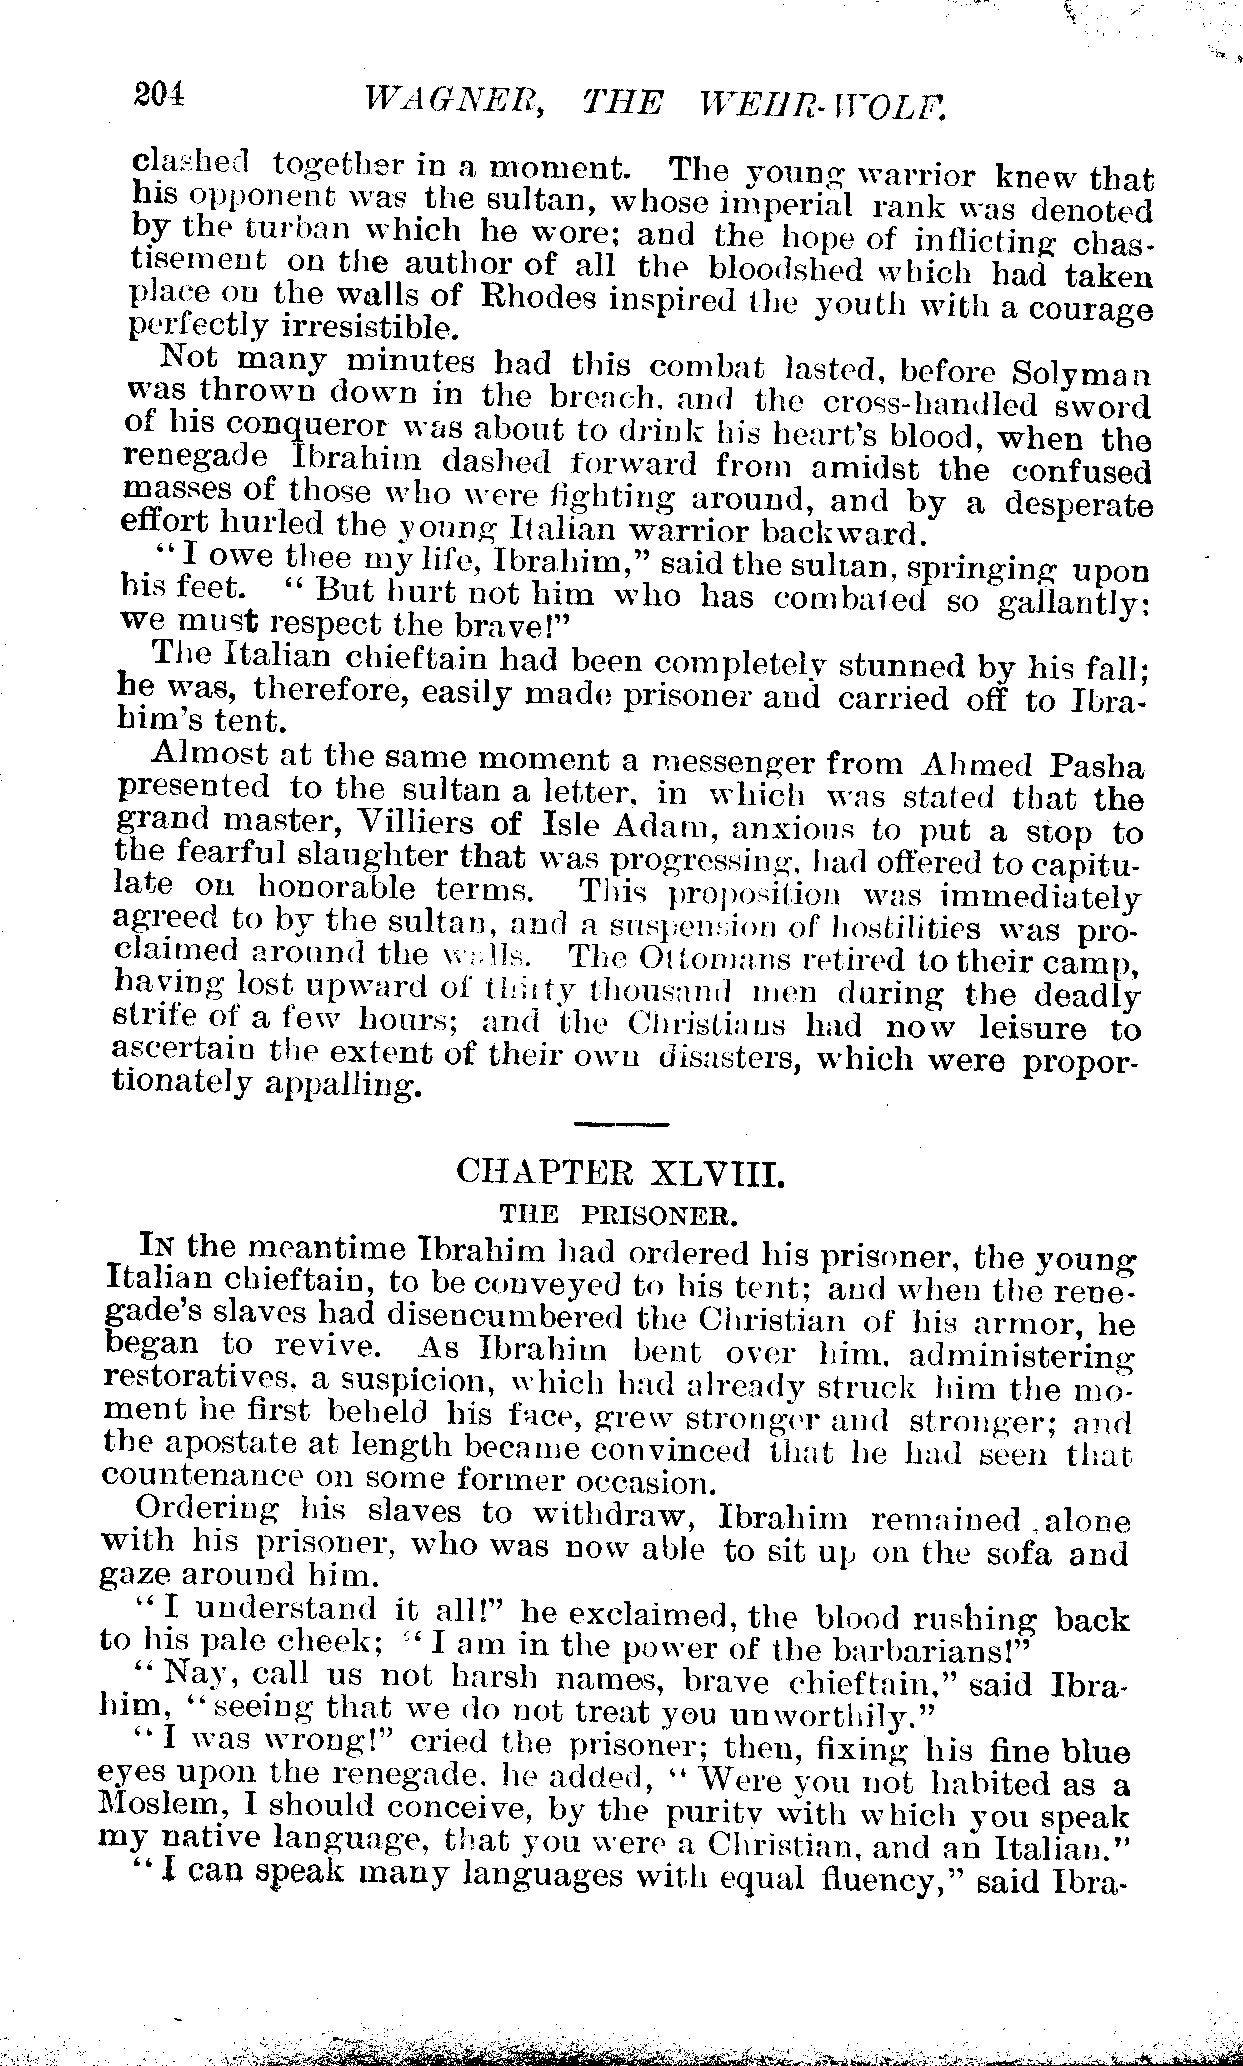 204 WAGNER, THE WEHR-WOLF.
clashed together in a moment. The young warrior knew that
his opponent was the sultan, whose imperial rank was denoted
by the turban which he wore; and the hope of inflicting chas-
tisement on the author of all the bloodshed which had taken
place on the walls of Rhodes inspired the youth with a courage
perfectly irresistible.
Not many minutes had this combat lasted, before Solyman
was thrown down in the breach, and the cross-handled sword
of his conqueror was about to drink his heart's blood, when the
renegade Ibrahim dashed forward from amidst the confused
masses of those who were fighting around, and by a desperate
effort hurled the young Italian warrior backward.
"I owe thee my life, Ibrahim," said the sultan, springing upon
his feet. "But hurt not him who has combated so gallantly:
we must respect the brave!"
The Italian chieftain had been completely stunned by his fall;
he was, therefore, easily made prisoner and carried off to Ibra-
him's tent.
Almost at the same moment a messenger from Ahmed Pasha
presented to the sultan a letter, in which was stated that the
grand master, Villiers of Isle Adam, anxious to put a stop to
the fearful slaughter that was progressing, had offered to capitu-
late on honorable terms. This proposition was immediately
agreed to by the sultan, and a suspension of hostilities was pro-
claimed around the walls. The Ottomans retired to their camp,
having lost upward of thirty thousand men during the deadly
strife of a few hours; and the Christians had now leisure to
ascertain the extent of their own disasters, which were propor-
tionately appalling.
CHAPTER XLVIII.
THE PRISONER.
IN the meantime Ibrahim had ordered his prisoner, the young
Italian chieftain, to be conveyed to his tent; and when the rene-
gade's slaves had disencumbered the Christian of his armor, he
began to revive. As Ibrahim bent over him, administering
restoratives, a suspicion, which had already struck him the mo-
ment he first beheld his face, grew stronger and stronger; and
the apostate at length became convinced that he had seen that
countenance on some former occasion.
Ordering his slaves to withdraw, Ibrahim remained alone
with his prisoner, who was now able to sit up on the sofa and
gaze around him.
"I understand it all!" he exclaimed, the blood rushing back
to his pale cheek; "I am in the power of the barbarians!"
"Nay, call us not harsh names, brave chieftain," said Ibra-
him, "seeing that we do not treat you unworthily."
"I was wrong!" cried the prisoner; then, fixing his fine blue
eyes upon the renegade, he added, "Were you not habited as a
Moslem, I should conceive, by the purity with which you speak
my native language, that you were a Christian, and an Italian."
"I can speak many languages with equal fluency," said Ibra-